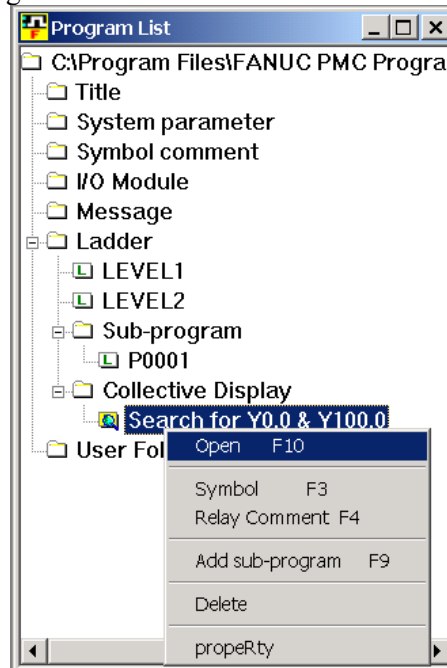 Program List
C:\Program Files\FANUC PMC Progra
Title
System parameter
Symbol comment
I/O Module
Message
Ladder
L LEVEL1
L LEVEL2
Sub-program
L P0001
Collective Display
Search for Y0.0 & Y100.0
User Fol
Open F10
Symbol F3
Relay Comment F4
Add sub-program F9
Delete
propeRty